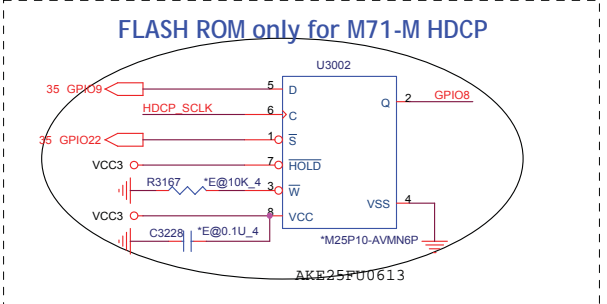 FLASH ROM only for M71-M HDCP
U3002
35 GPIO9 5 D
Q 2 GPIO8
HDCP_SCLK 6 C
35 GPIO22 1 S
VCC3 7 HOLD
R3167 *E@10K_4 3 W
VSS 4
VCC3 8 VCC
C3228 *E@0.1U_4
*M25P10-AVMN6P
AKE25FU0613